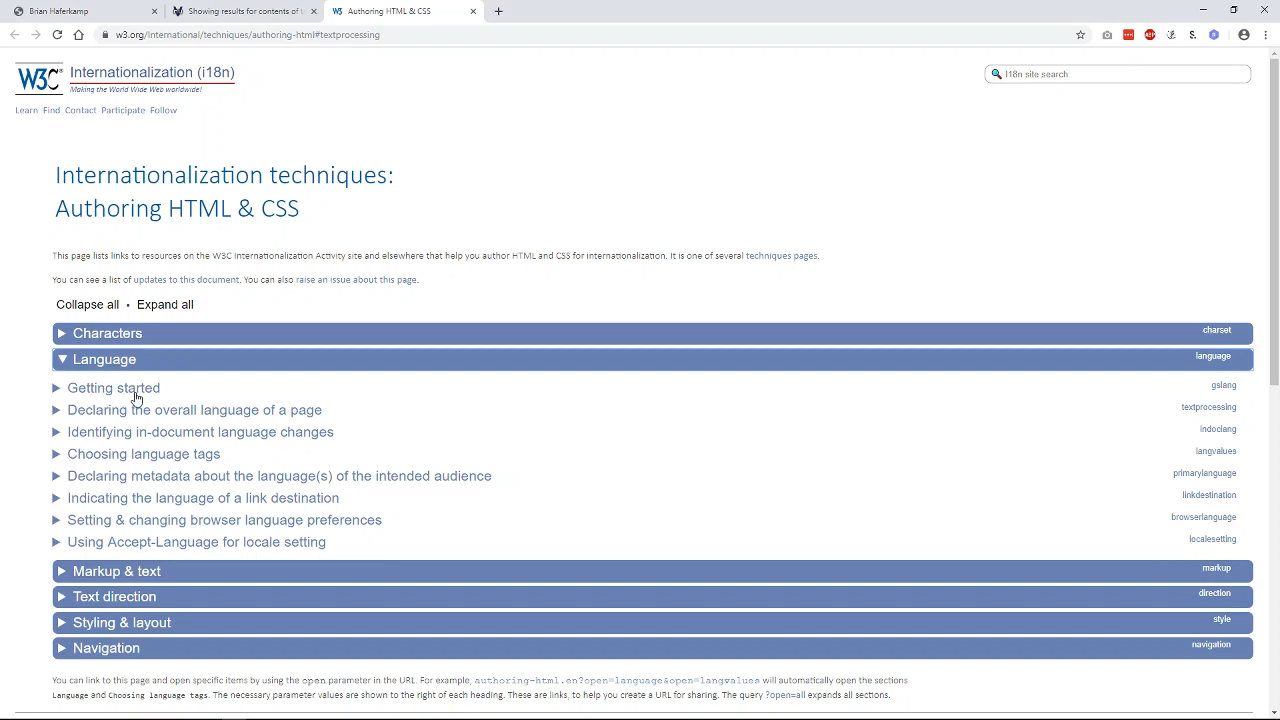 Brian Haferkamp
Showing results for contents of t
Authoring HTML & CSS
w3.org/International/techniques/authoring-html#textprocessing
W3C® Internationalization (i18n)
Making the World Wide Web worldwide!
i18n site search:
Learn Find Contact Participate Follow
Internationalization techniques:
Authoring HTML & CSS
This page lists links to resources on the W3C Internationalization Activity site and elsewhere that help you author HTML and CSS for internationalization. It is one of several techniques pages.
You can see a list of updates to this document. You can also raise an issue about this page.
Collapse all • Expand all
Characters charset
Language language
Getting started gslang
Declaring the overall language of a page textprocessing
Identifying in-document language changes indoclang
Choosing language tags langvalues
Declaring metadata about the language(s) of the intended audience primarylanguage
Indicating the language of a link destination linkdestination
Setting & changing browser language preferences browserlanguage
Using Accept-Language for locale setting localesetting
Markup & text markup
Text direction direction
Styling & layout style
Navigation navigation
You can link to this page and open specific items by using the open parameter in the URL. For example, authoring-html.en?open=language&open=langvalues will automatically open the sections
Language and Choosing language tags. The necessary parameter values are shown to the right of each heading. These are links, to help you create a URL for sharing. The query ?open=all expands all sections.